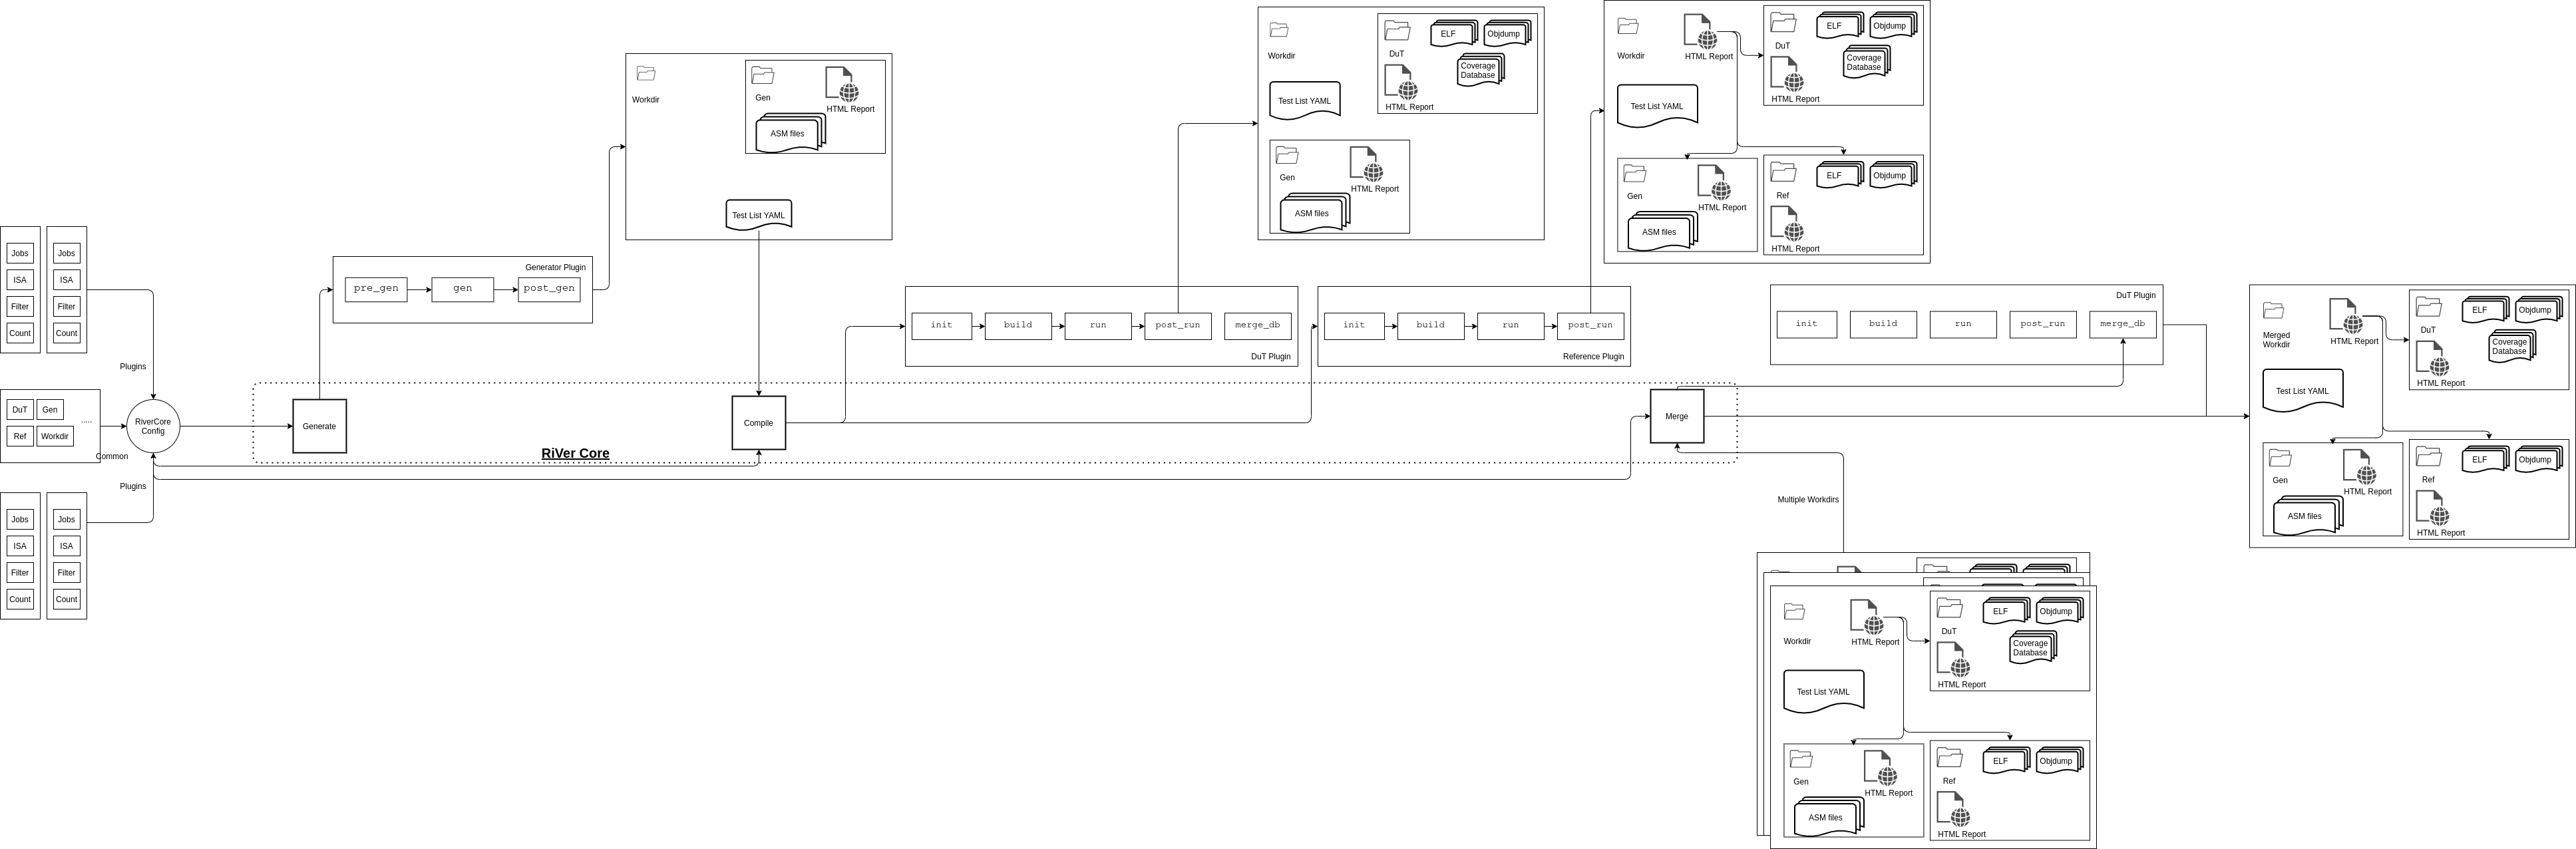 Jobs
ISA
Filter
Count
Jobs
ISA
Filter
Count
Plugins
DuT
Gen
.....
Ref
Workdir
Common
RiverCore
Config
Plugins
Jobs
ISA
Filter
Count
Jobs
ISA
Filter
Count
Generator Plugin
pre_gen
gen
post_gen
Generate
RiVer Core
Workdir
Gen
HTML Report
ASM files
Test List YAML
Compile
init
build
run
post_run
merge_db
DuT Plugin
Workdir
DuT
ELF
Objdump
Coverage
Database
HTML Report
Test List YAML
Gen
HTML Report
ASM files
init
build
run
post_run
Reference Plugin
Workdir
HTML Report
DuT
ELF
Objdump
Coverage
Database
HTML Report
Test List YAML
Gen
HTML Report
ASM files
Ref
ELF
Objdump
HTML Report
Merge
DuT Plugin
init
build
run
post_run
merge_db
Multiple Workdirs
Workdir
HTML Report
DuT
ELF
Objdump
Coverage
Database
HTML Report
Test List YAML
Gen
HTML Report
ASM files
Ref
ELF
Objdump
HTML Report
Merged
Workdir
HTML Report
DuT
ELF
Objdump
Coverage
Database
HTML Report
Test List YAML
Gen
HTML Report
ASM files
Ref
ELF
Objdump
HTML Report